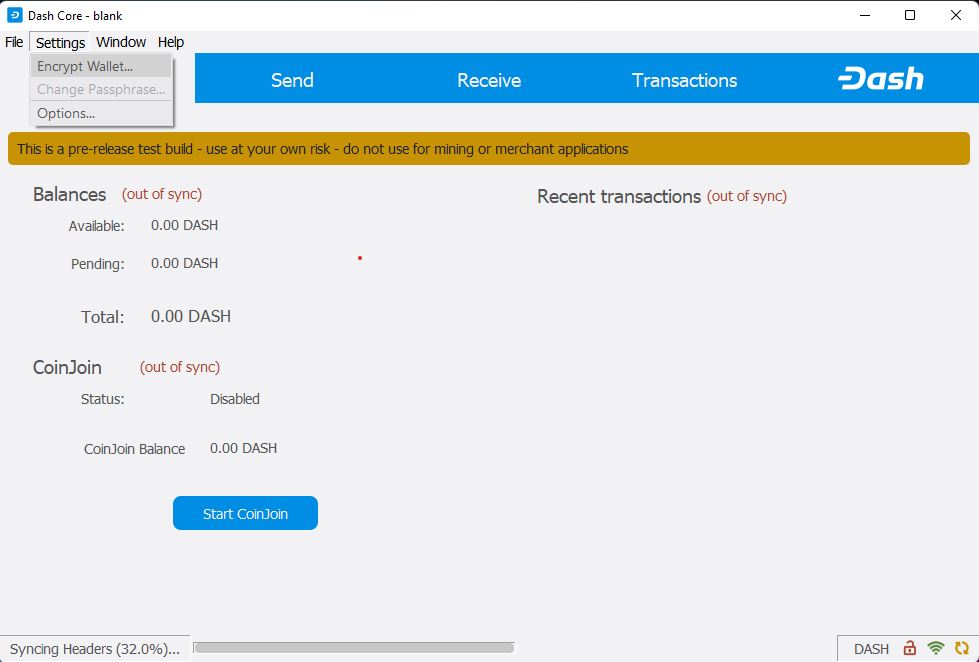 Dash Core - blank
File Settings Window Help
Encrypt Wallet...
Change Passphrase...
Options...
Send Receive Transactions Dash
This is a pre-release test build - use at your own risk - do not use for mining or merchant applications
Balances (out of sync)
Available: 0.00 DASH
Pending: 0.00 DASH
Total: 0.00 DASH
Recent transactions (out of sync)
CoinJoin (out of sync)
Status: Disabled
CoinJoin Balance 0.00 DASH
Start CoinJoin
Syncing Headers (32.0%)... DASH